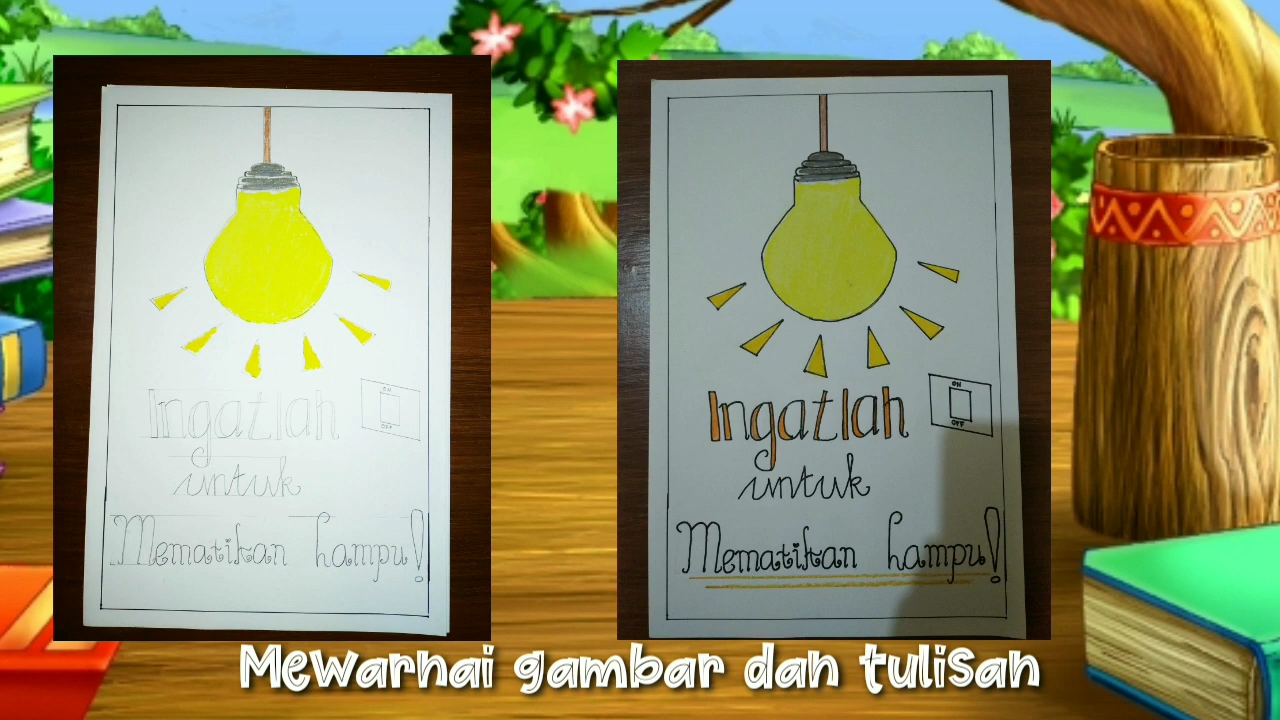 ON
OFF
Ingatlah
untuk
Mematikan Lampu!
ON
OFF
Ingatlah
untuk
Mematikan Lampu!
Mewarnai gambar dan tulisan